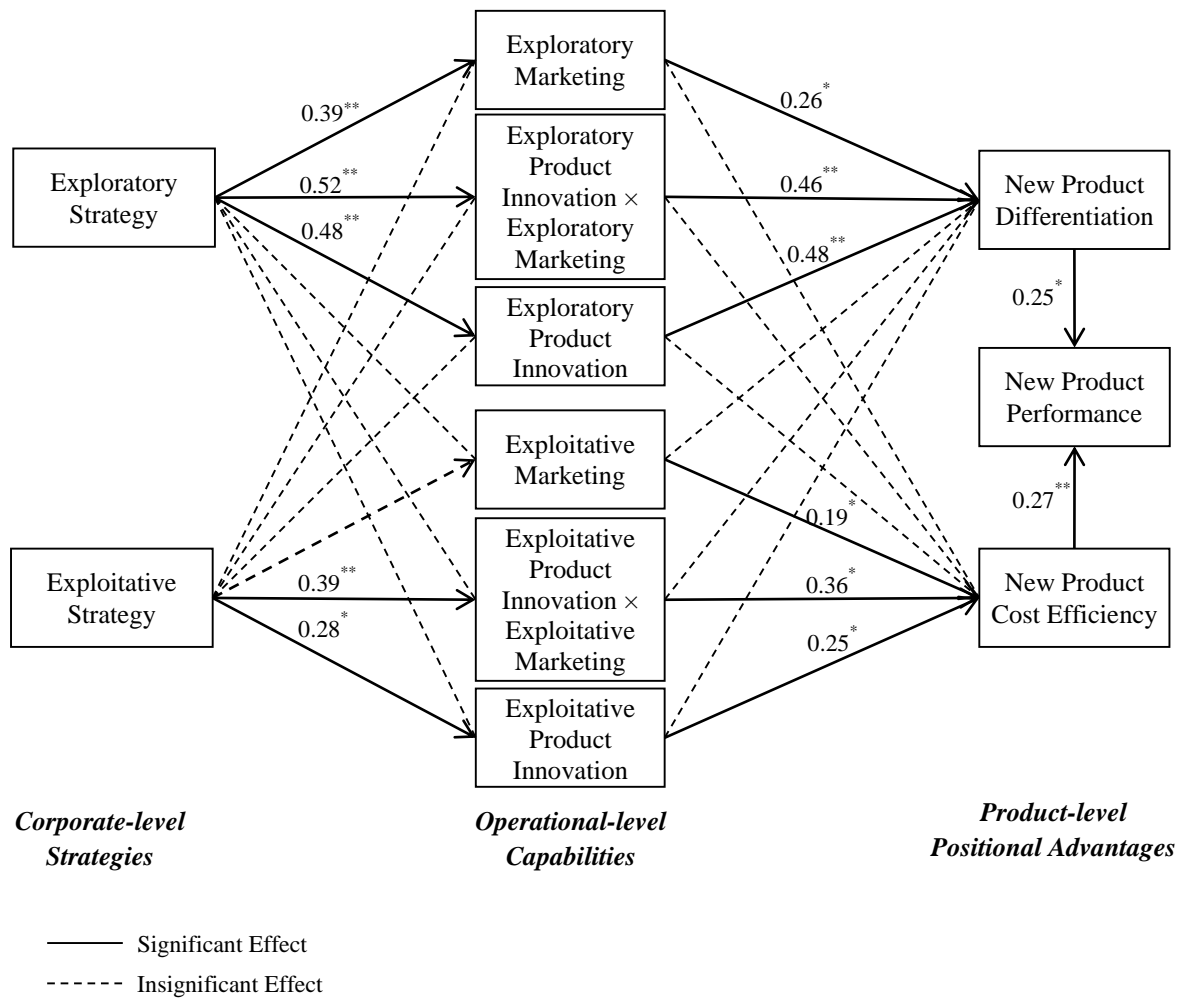 Exploratory
Marketing
0.39**
0.26*
Exploratory
Strategy
Exploratory
Product
Innovation ×
Exploratory
Marketing
0.52**
0.46**
New Product
Differentiation
0.48**
0.48**
Exploratory
Product
Innovation
0.25*
New Product
Performance
Exploitative
Marketing
0.27**
0.19*
Exploitative
Strategy
Exploitative
Product
Innovation ×
Exploitative
Marketing
0.39**
0.36*
New Product
Cost Efficiency
0.28*
0.25*
Exploitative
Product
Innovation
Corporate-level
Strategies
Operational-level
Capabilities
Product-level
Positional Advantages
Significant Effect
Insignificant Effect